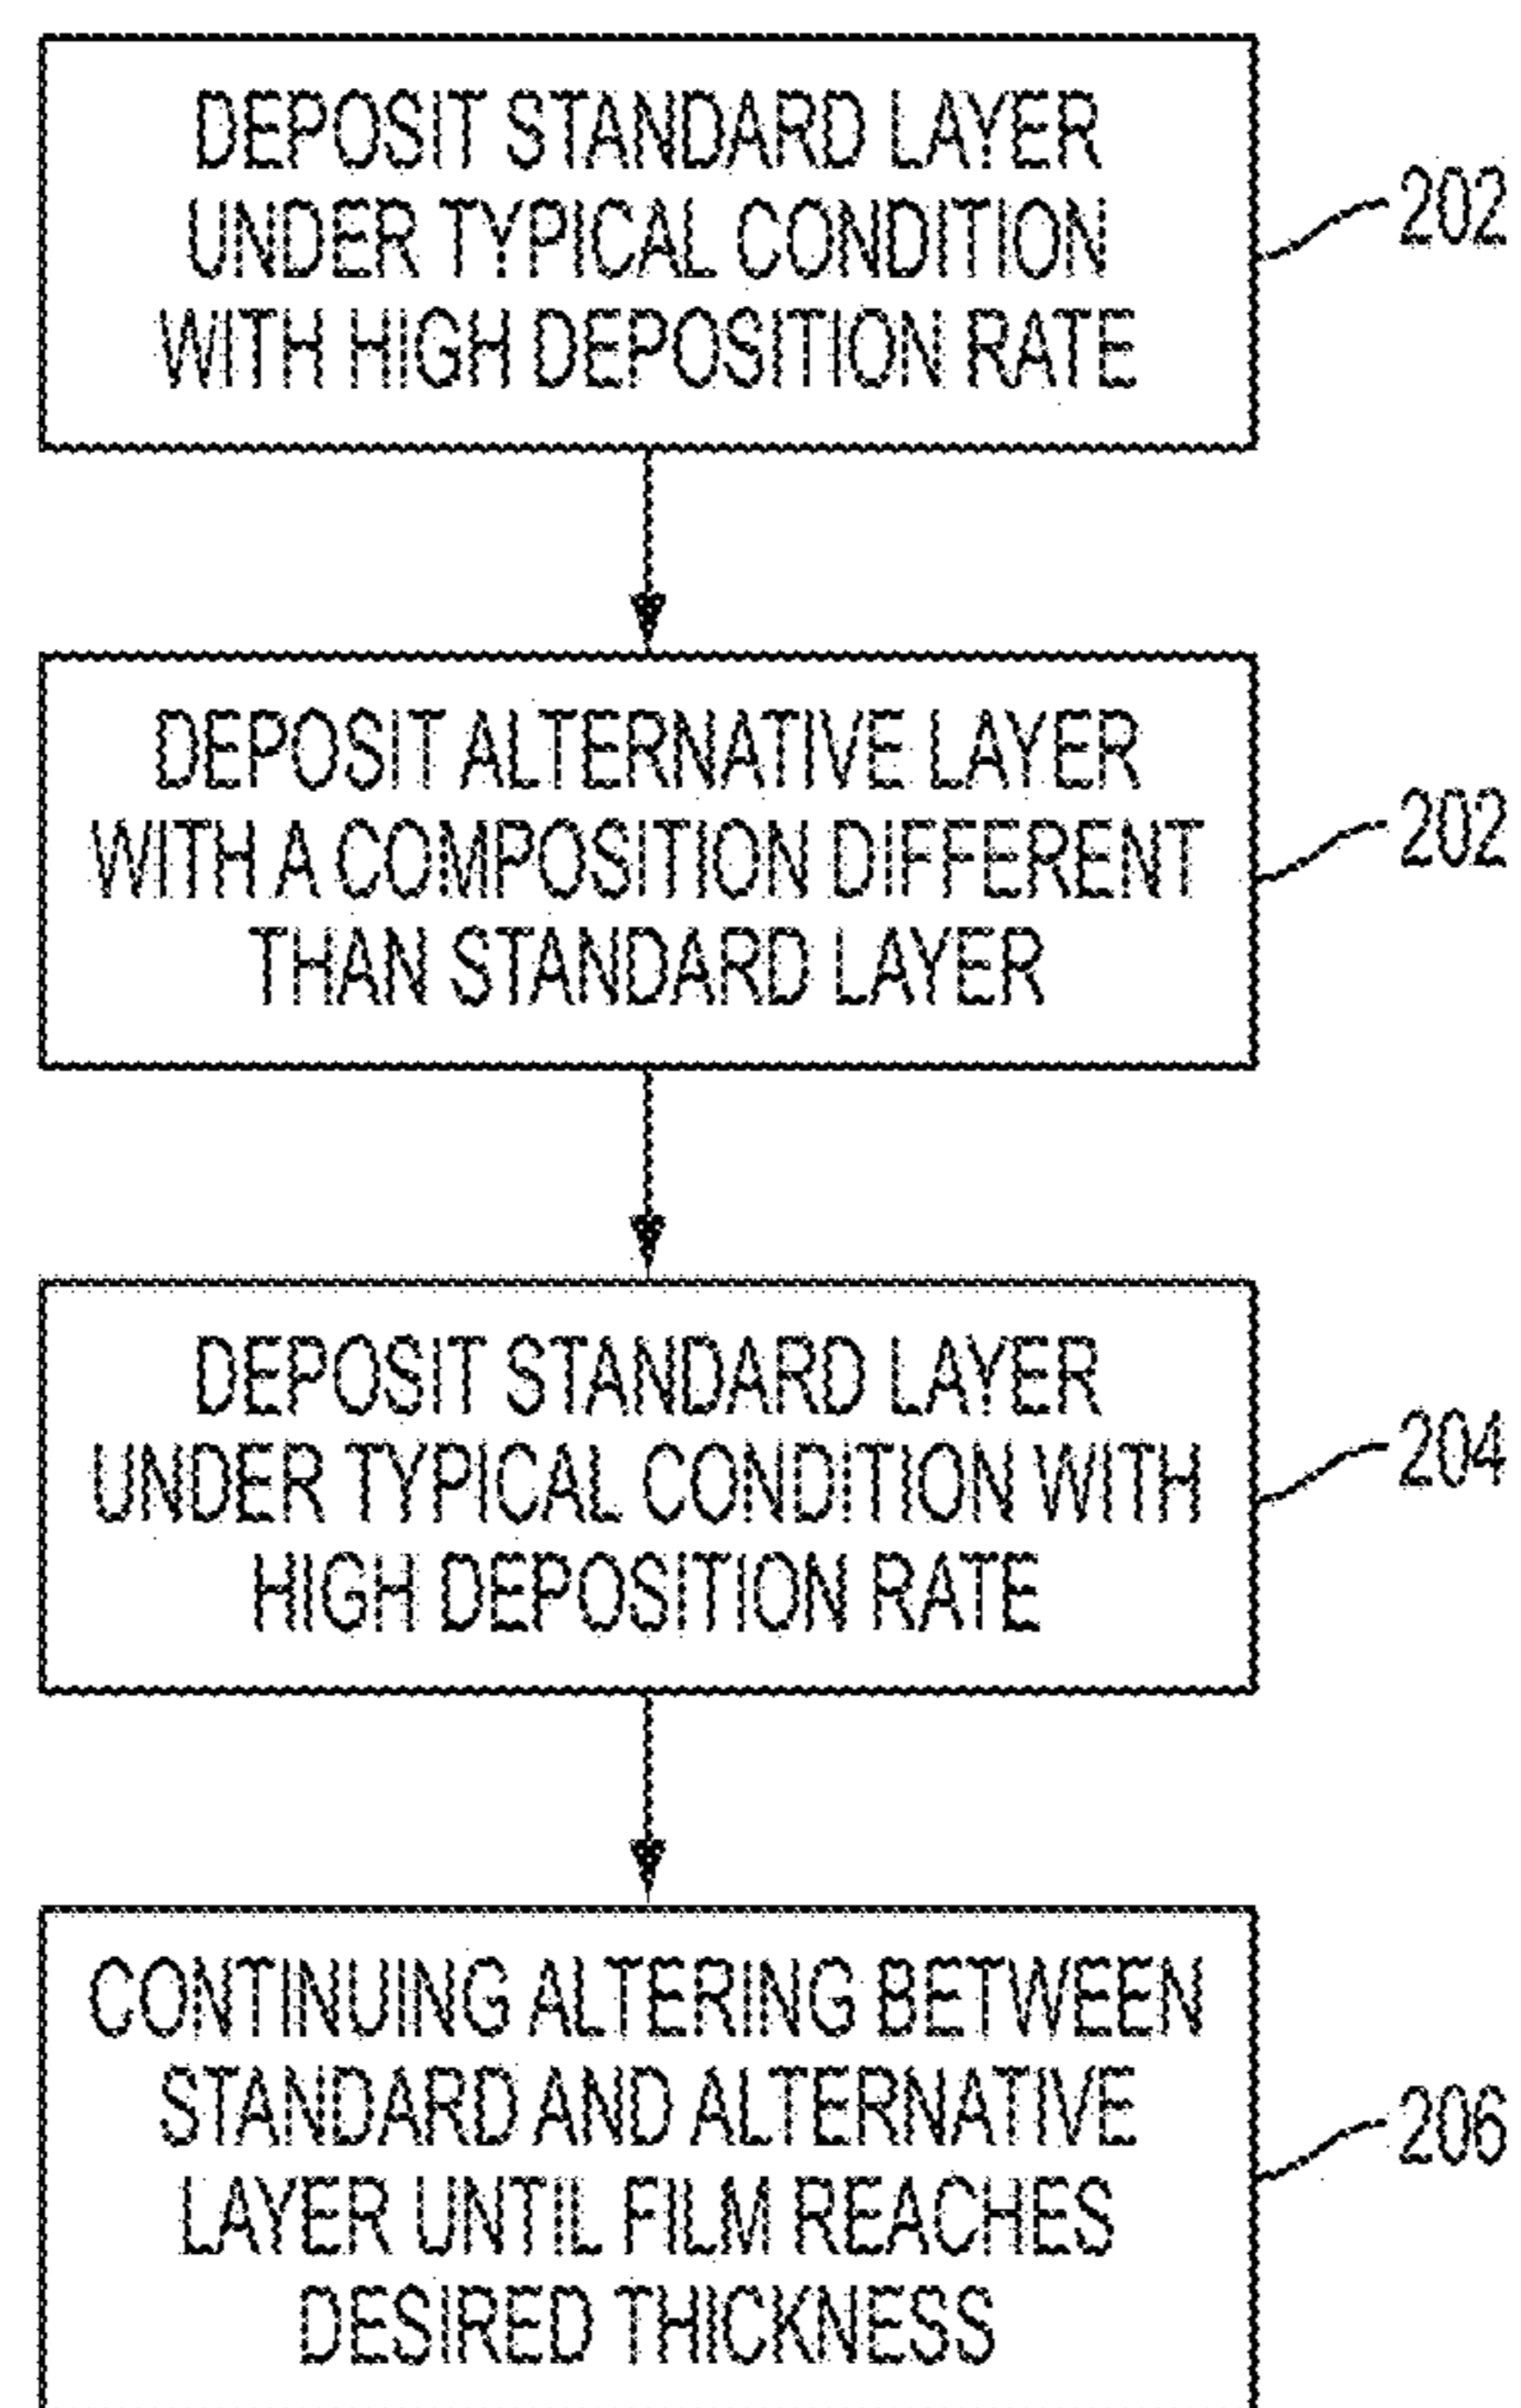 DEPOSIT STANDARD LAYER
UNDER TYPICAL CONDITION
WITH HIGH DEPOSITION RATE
202
DEPOSIT ALTERNATIVE LAYER
WITH A COMPOSITION DIFFERENT
THAN STANDARD LAYER
202
DEPOSIT STANDARD LAYER
UNDER TYPICAL CONDITION WITH
HIGH DEPOSITION RATE
204
CONTINUING ALTERING BETWEEN
STANDARD AND ALTERNATIVE
LAYER UNTIL FILM REACHES
DESIRED THICKNESS
206